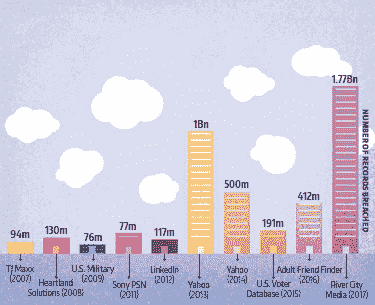 1.77Bn
1Bn
500m
412m
191m
130m
117m
94m
76m
77m
NUMBER OF RECORDS BREACHED
TJ Maxx
(2007)
Heartland
Solutions (2008)
U.S. Military
(2009)
Sony PSN
(2011)
LinkedIn
(2012)
Yahoo
(2013)
Yahoo
(2014)
U.S. Voter
Database (2015)
Adult Friend Finder
(2016)
River City
Media (2017)